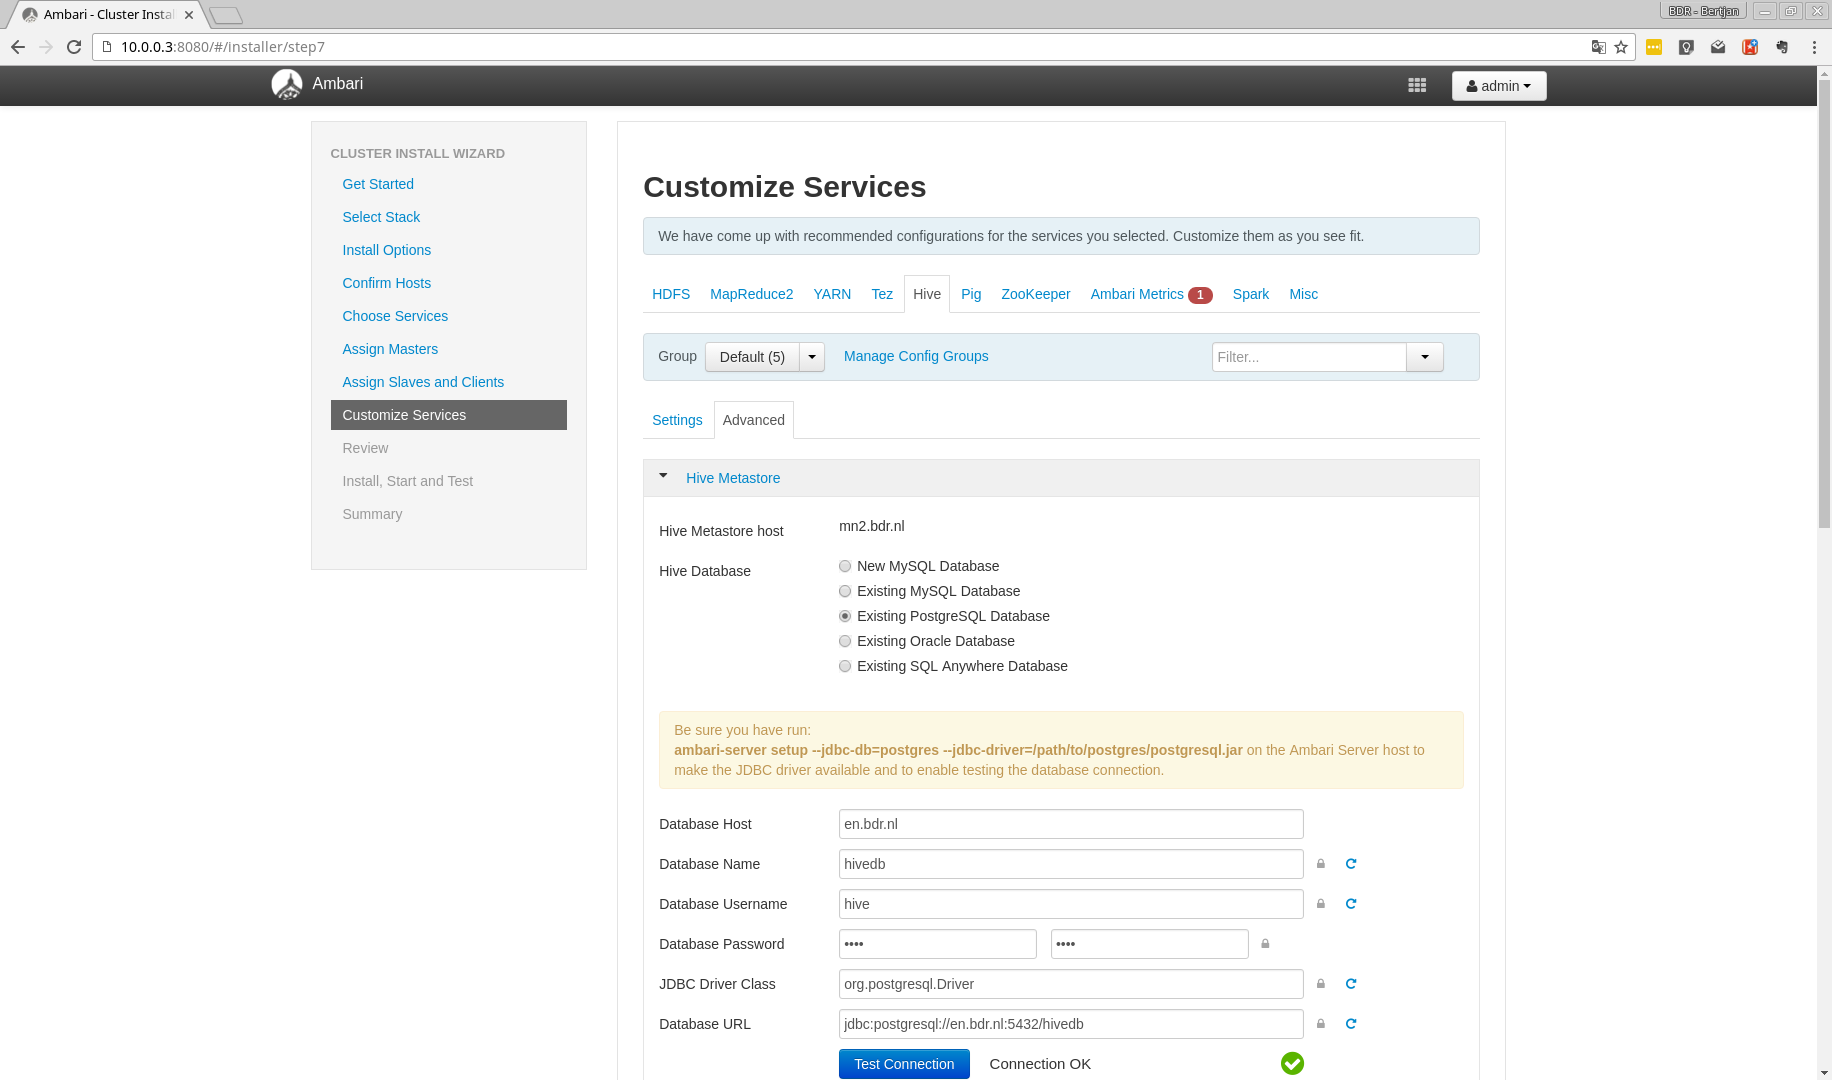 Ambari - Cluster Instal
BDR - Bertjan
10.0.0.3:8080/#/installer/step7
Ambari
admin
CLUSTER INSTALL WIZARD
Get Started
Select Stack
Install Options
Confirm Hosts
Choose Services
Assign Masters
Assign Slaves and Clients
Customize Services
Review
Install, Start and Test
Summary
Customize Services
We have come up with recommended configurations for the services you selected. Customize them as you see fit.
HDFS MapReduce2 YARN Tez Hive Pig ZooKeeper Ambari Metrics 1 Spark Misc
Group Default (5) Manage Config Groups Filter...
Settings Advanced
Hive Metastore
Hive Metastore host mn2.bdr.nl
Hive Database New MySQL Database
Existing MySQL Database
Existing PostgreSQL Database
Existing Oracle Database
Existing SQL Anywhere Database
Be sure you have run:
ambari-server setup --jdbc-db=postgres --jdbc-driver=/path/to/postgres/postgresql.jar on the Ambari Server host to
make the JDBC driver available and to enable testing the database connection.
Database Host en.bdr.nl
Database Name hivedb
Database Username hive
Database Password •••• ••••
JDBC Driver Class org.postgresql.Driver
Database URL jdbc:postgresql://en.bdr.nl:5432/hivedb
Test Connection Connection OK